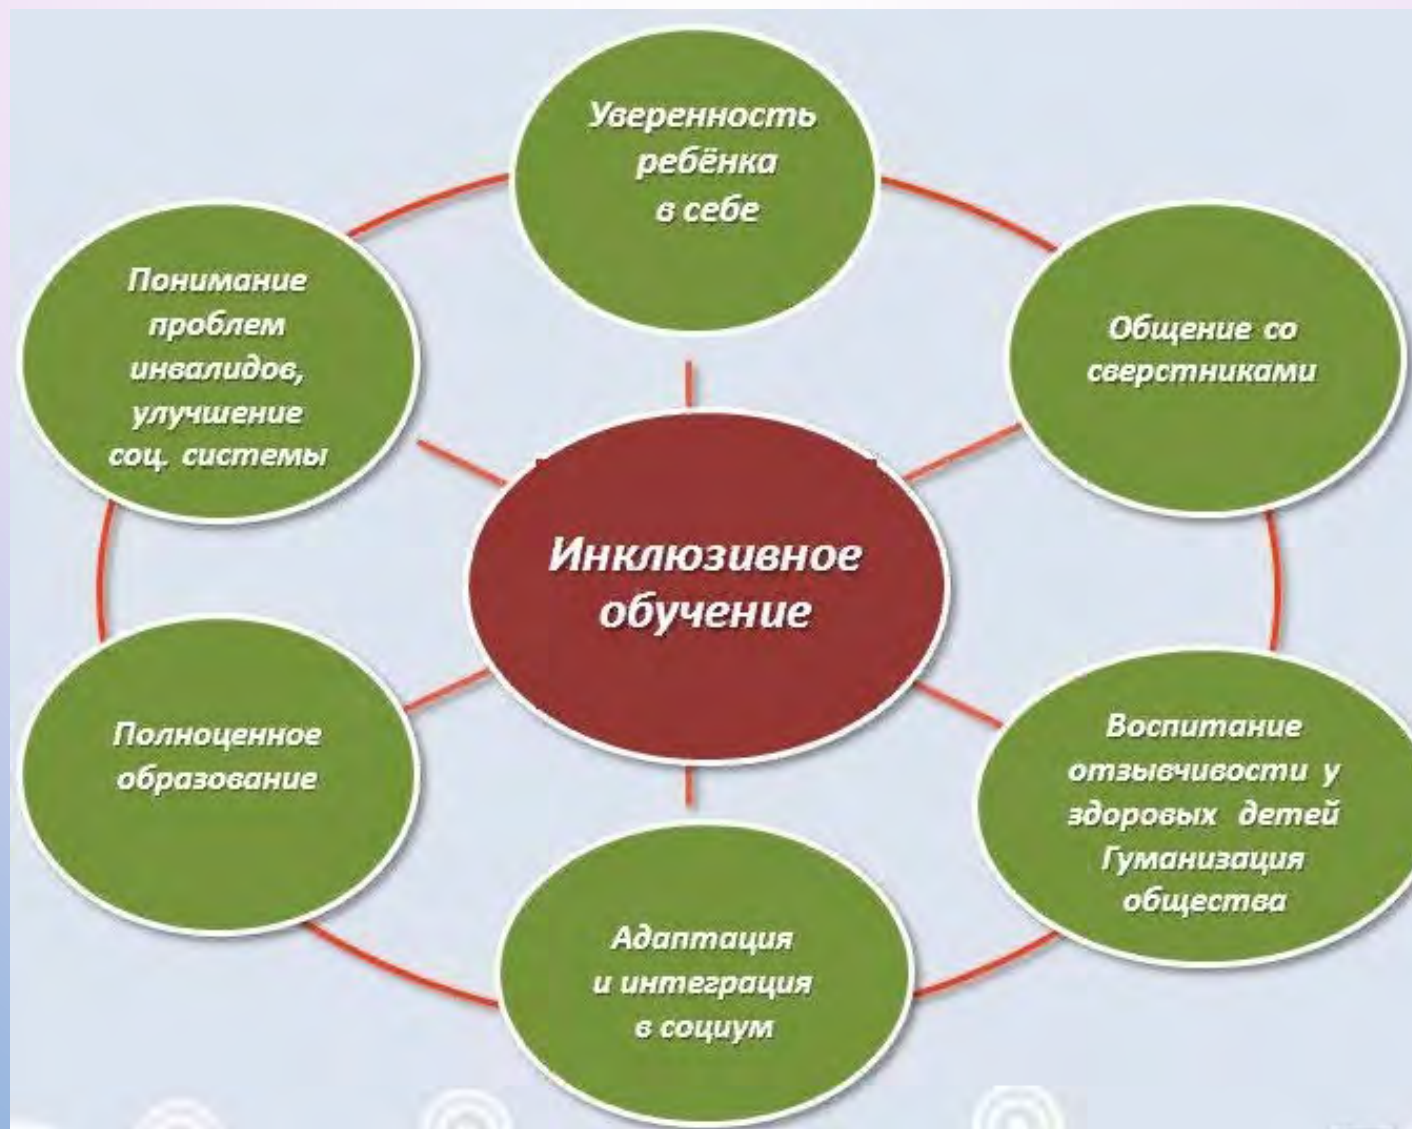 Уверенность
ребёнка
в себе
Понимание
проблем
инвалидов,
улучшение
соц. системы
Общение со
сверстниками
Инклюзивное
обучение
Полноценное
образование
Воспитание
отзывчивости у
здоровых детей
Гуманизация
общества
Адаптация
и интеграция
в социум